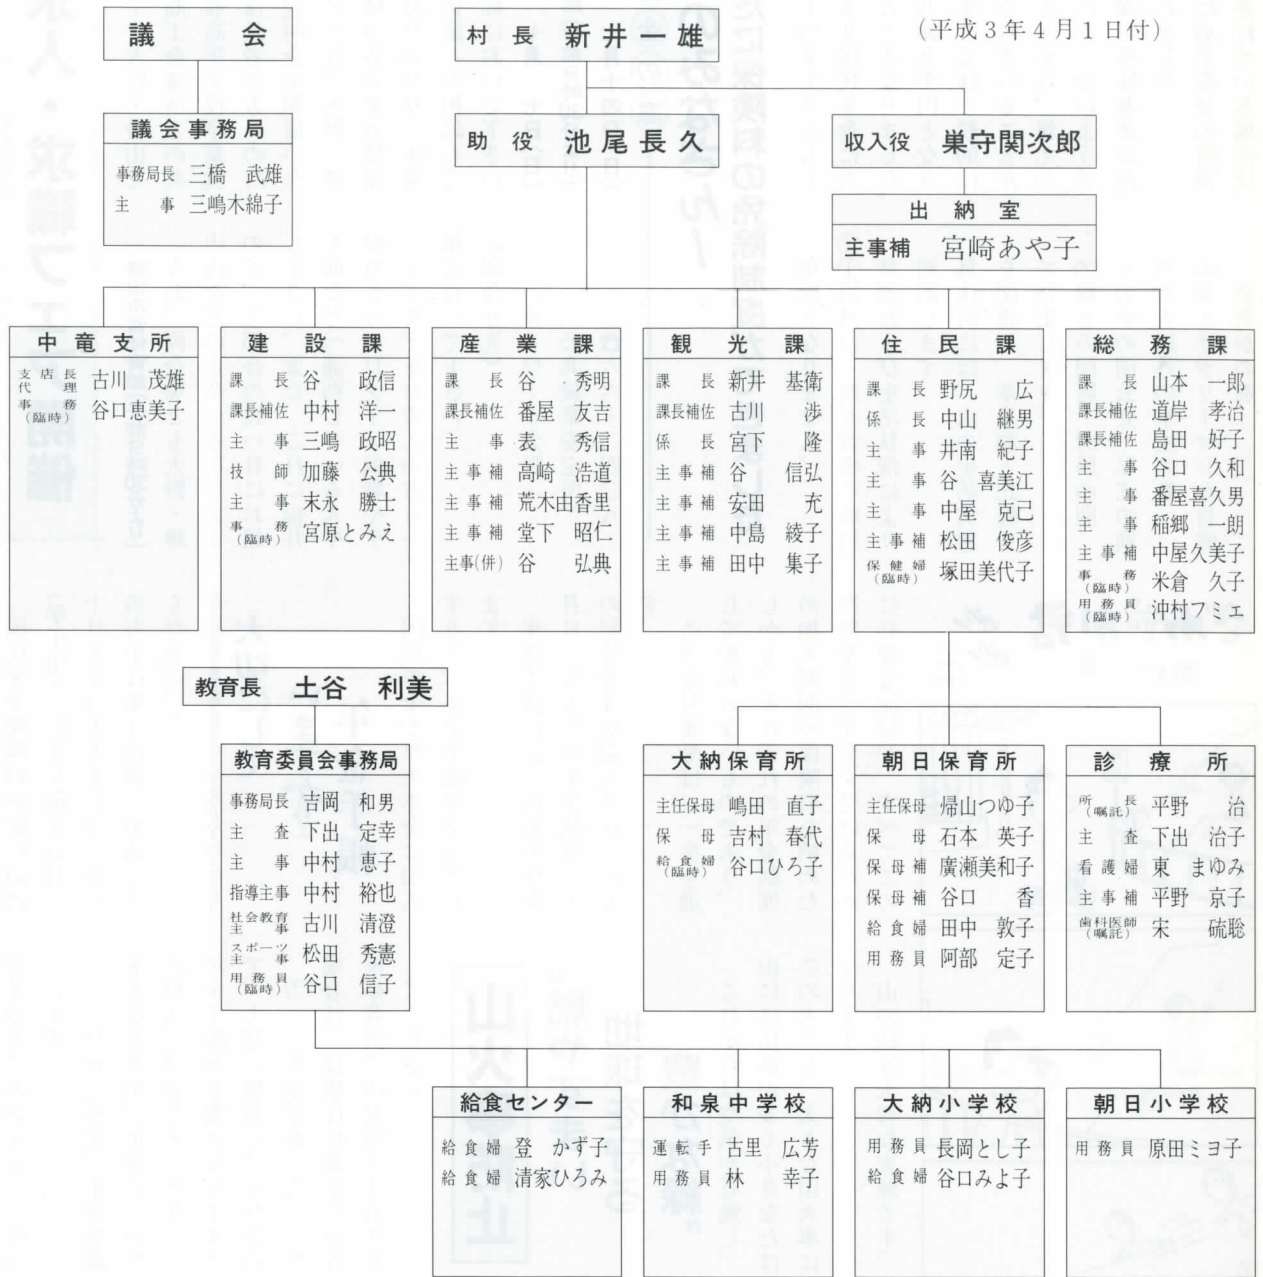 (平成3年4月1日付)
議会
議会事務局
事務局長 三橋 武雄
主事 三嶋木綿子
村長 新井一雄
助役 池尾長久
収入役 巣守関次郎
出納室
主事補 宮崎あや子
中竜支所
支店長代理 古川 茂雄
事務(臨時) 谷口恵美子
建設課
課長 谷 政信
課長補佐 中村 洋一
主事 三嶋 政昭
技師 加藤 公典
主事 末永 勝士
事務(臨時) 宮原とみえ
産業課
課長 谷 秀明
課長補佐 番屋 友吉
主事 表 秀信
主事補 高崎 浩道
主事補 荒木由香里
主事補 堂下 昭仁
主事(併) 谷 弘典
観光課
課長 新井 基衛
課長補佐 古川 渉
係長 宮下 隆
主事補 谷 信弘
主事補 安田 充
主事補 中島 綾子
主事補 田中 集子
住民課
課長 野尻 広
係長 中山 継男
主事 井南 紀子
主事 谷 喜美江
主事 中屋 克己
主事補 松田 俊彦
保健婦(臨時) 塚田美代子
総務課
課長 山本 一郎
課長補佐 道岸 孝治
課長補佐 島田 好子
主事 谷口 久和
主事 番屋喜久男
主事 稲郷 一朗
主事補 中屋久美子
事務(臨時) 米倉 久子
用務員(臨時) 沖村フミエ
教育長 土谷 利美
教育委員会事務局
事務局長 吉岡 和男
主査 下出 定幸
主事 中村 恵子
指導主事 中村 裕也
社会教育主事 古川 清澄
スポーツ主事 松田 秀憲
用務員(臨時) 谷口 信子
大納保育所
主任保母 嶋田 直子
保母 吉村 春代
給食婦(臨時) 谷口ひろ子
朝日保育所
主任保母 帰山つゆ子
保母 石本 英子
保母補 廣瀬美和子
保母補 谷口 香
給食婦 田中 敦子
用務員 阿部 定子
診療所
所長(嘱託) 平野 治
主査 下出 治子
看護婦 東 まゆみ
主事補 平野 京子
歯科医師(嘱託) 宋 硫聡
給食センター
給食婦 登 かず子
給食婦 清家ひろみ
和泉中学校
運転手 古里 広芳
用務員 林 幸子
大納小学校
用務員 長岡とし子
給食婦 谷口みよ子
朝日小学校
用務員 原田ミヨ子